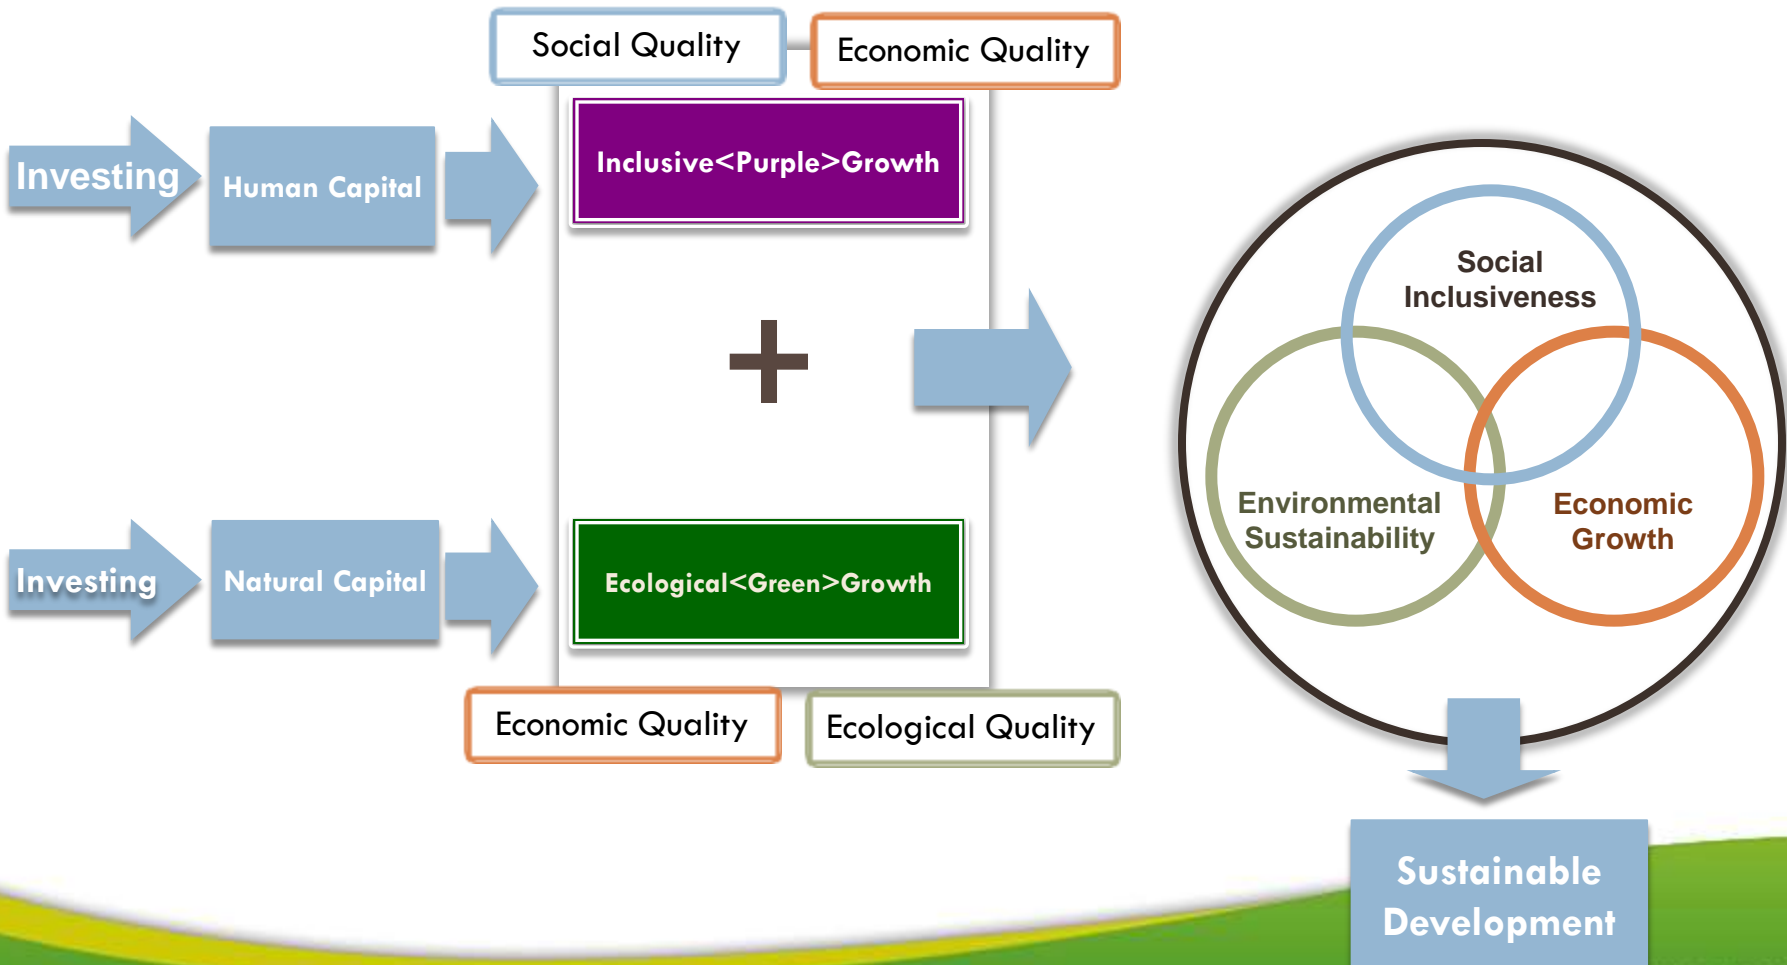 Social Quality
Economic Quality
Investing
Human Capital
Inclusive<Purple>Growth
Social
Inclusiveness
Environmental
Sustainability
Economic
Growth
Investing
Natural Capital
Ecological<Green>Growth
Economic Quality
Ecological Quality
Sustainable
Development